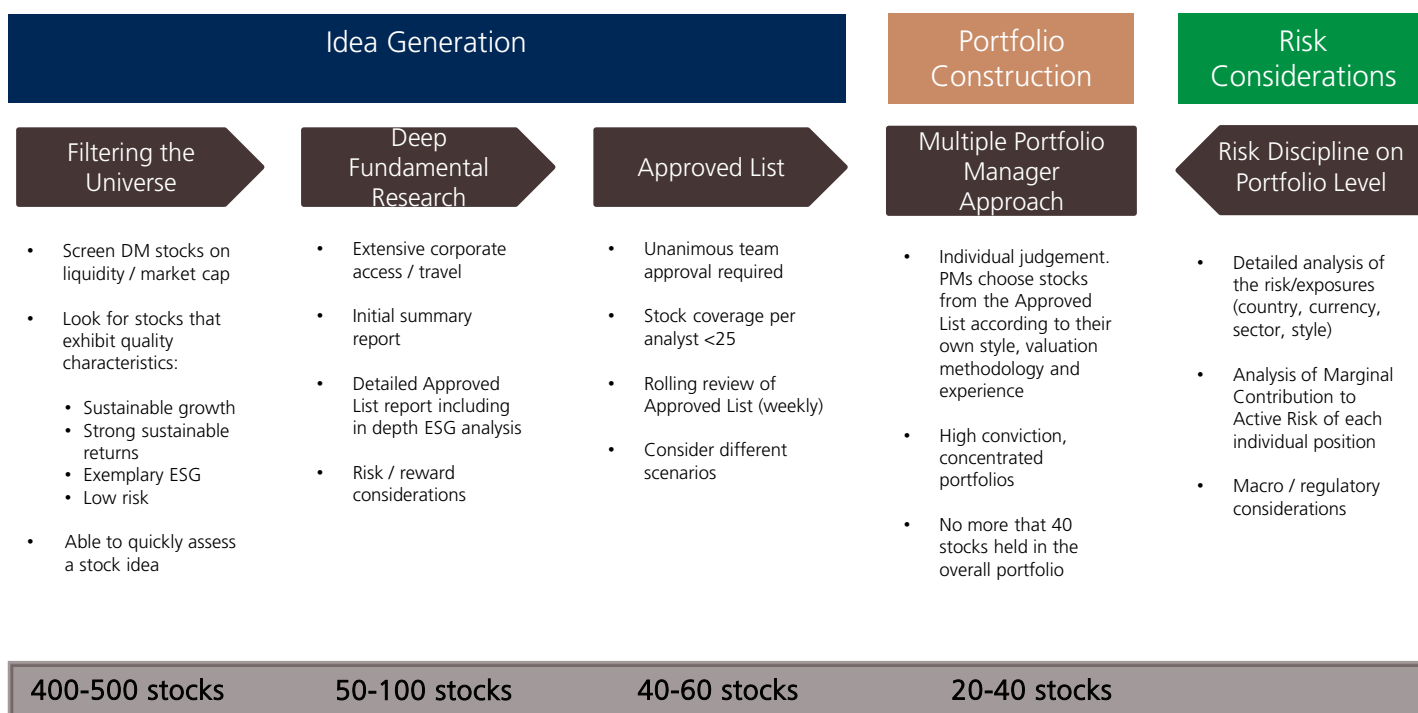 Idea Generation
Portfolio
Construction
Risk
Considerations
Filtering the
Universe
Deep
Fundamental
Research
Approved List
Multiple Portfolio
Manager
Approach
Risk Discipline on
Portfolio Level
• Screen DM stocks on
liquidity / market cap
• Look for stocks that
exhibit quality
characteristics:
• Sustainable growth
• Strong sustainable
returns
• Exemplary ESG
• Low risk
• Able to quickly assess
a stock idea
• Extensive corporate
access / travel
• Initial summary
report
• Detailed Approved
List report including
in depth ESG analysis
• Risk / reward
considerations
• Unanimous team
approval required
• Stock coverage per
analyst <25
• Rolling review of
Approved List (weekly)
• Consider different
scenarios
• Individual judgement.
PMs choose stocks
from the Approved
List according to their
own style, valuation
methodology and
experience
• High conviction,
concentrated
portfolios
• No more that 40
stocks held in the
overall portfolio
• Detailed analysis of
the risk/exposures
(country, currency,
sector, style)
• Analysis of Marginal
Contribution to
Active Risk of each
individual position
• Macro / regulatory
considerations
400-500 stocks
50-100 stocks
40-60 stocks
20-40 stocks